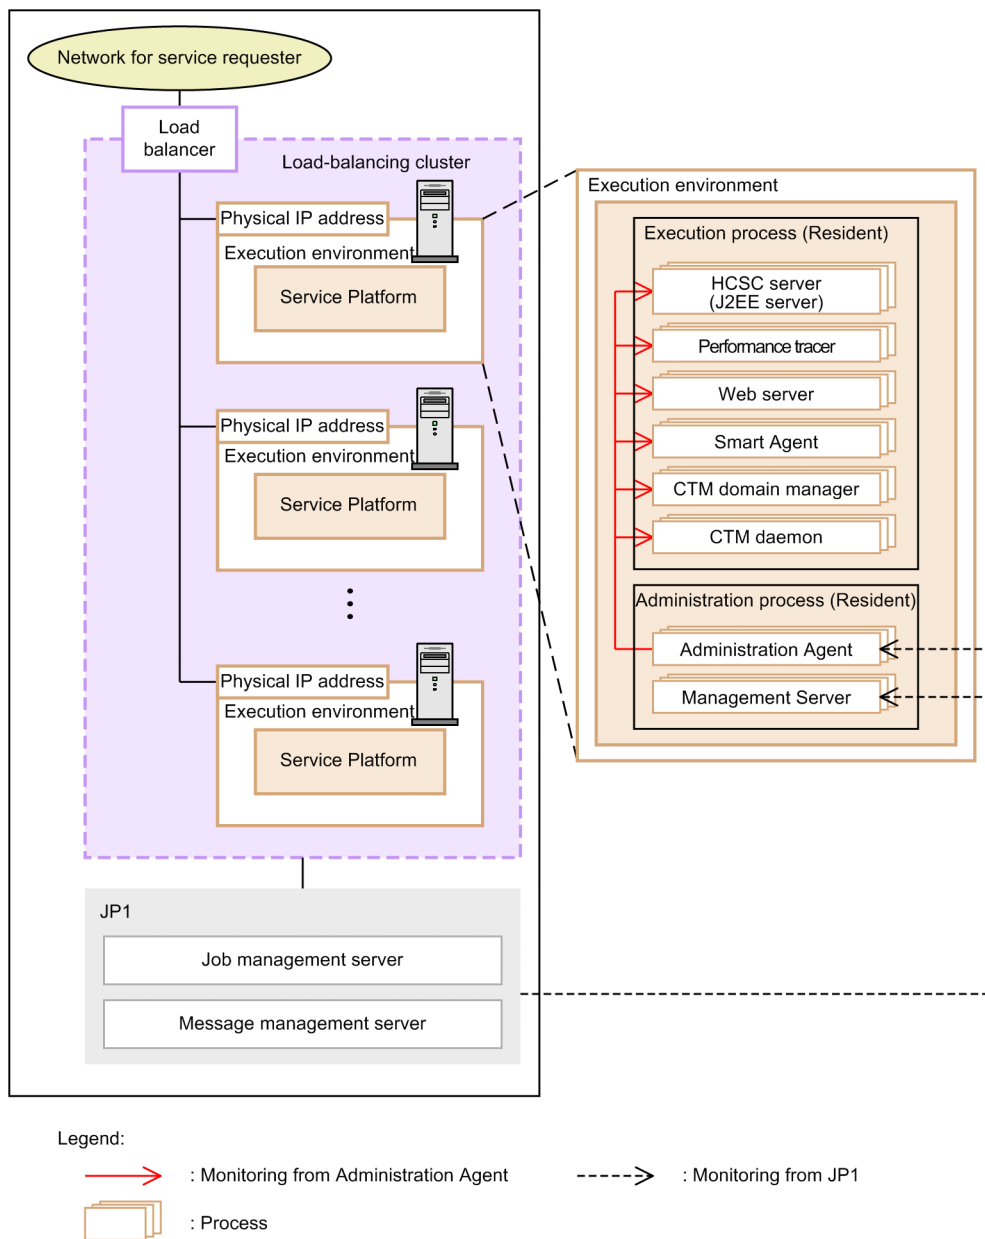 Network for service requester
Load
balancer
Load-balancing cluster
Physical IP address
Execution environment
Service Platform
Physical IP address
Execution environment
Service Platform
Physical IP address
Execution environment
Service Platform
JP1
Job management server
Message management server
Execution environment
Execution process (Resident)
HCSC server
(J2EE server)
Performance tracer
Web server
Smart Agent
CTM domain manager
CTM daemon
Administration process (Resident)
Administration Agent
Management Server
Legend:
: Monitoring from Administration Agent
: Monitoring from JP1
: Process